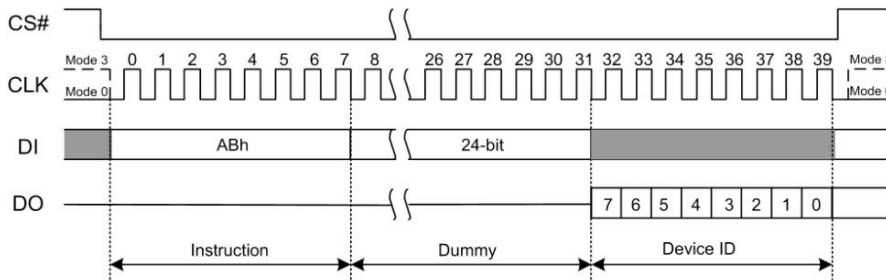 CS#
Mode 3 0 1 2 3 4 5 6 7 8 26 27 28 29 30 31 32 33 34 35 36 37 38 39 Mode 3
CLK
Mode 0
DI ABh 24-bit
DO 7 6 5 4 3 2 1 0
Instruction Dummy Device ID